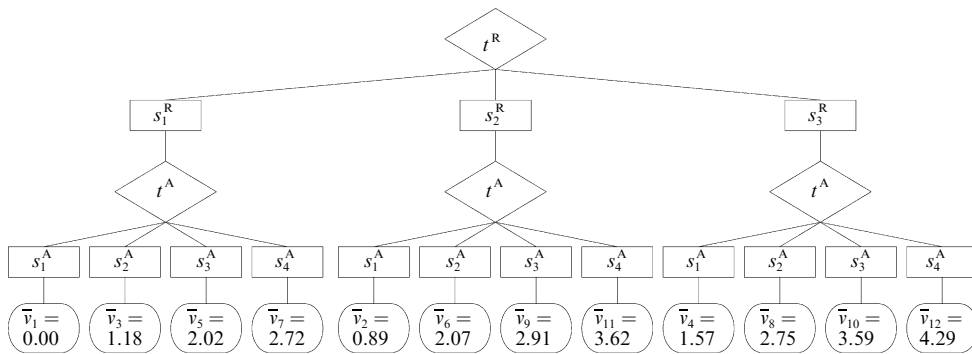 t^R
s_1^R s_2^R s_3^R
t^A t^A t^A
s_1^A s_2^A s_3^A s_4^A s_1^A s_2^A s_3^A s_4^A s_1^A s_2^A s_3^A s_4^A
v̅_1 = v̅_3 = v̅_5 = v̅_7 = v̅_2 = v̅_6 = v̅_9 = v̅_11 = v̅_4 = v̅_8 = v̅_10 = v̅_12 =
0.00 1.18 2.02 2.72 0.89 2.07 2.91 3.62 1.57 2.75 3.59 4.29